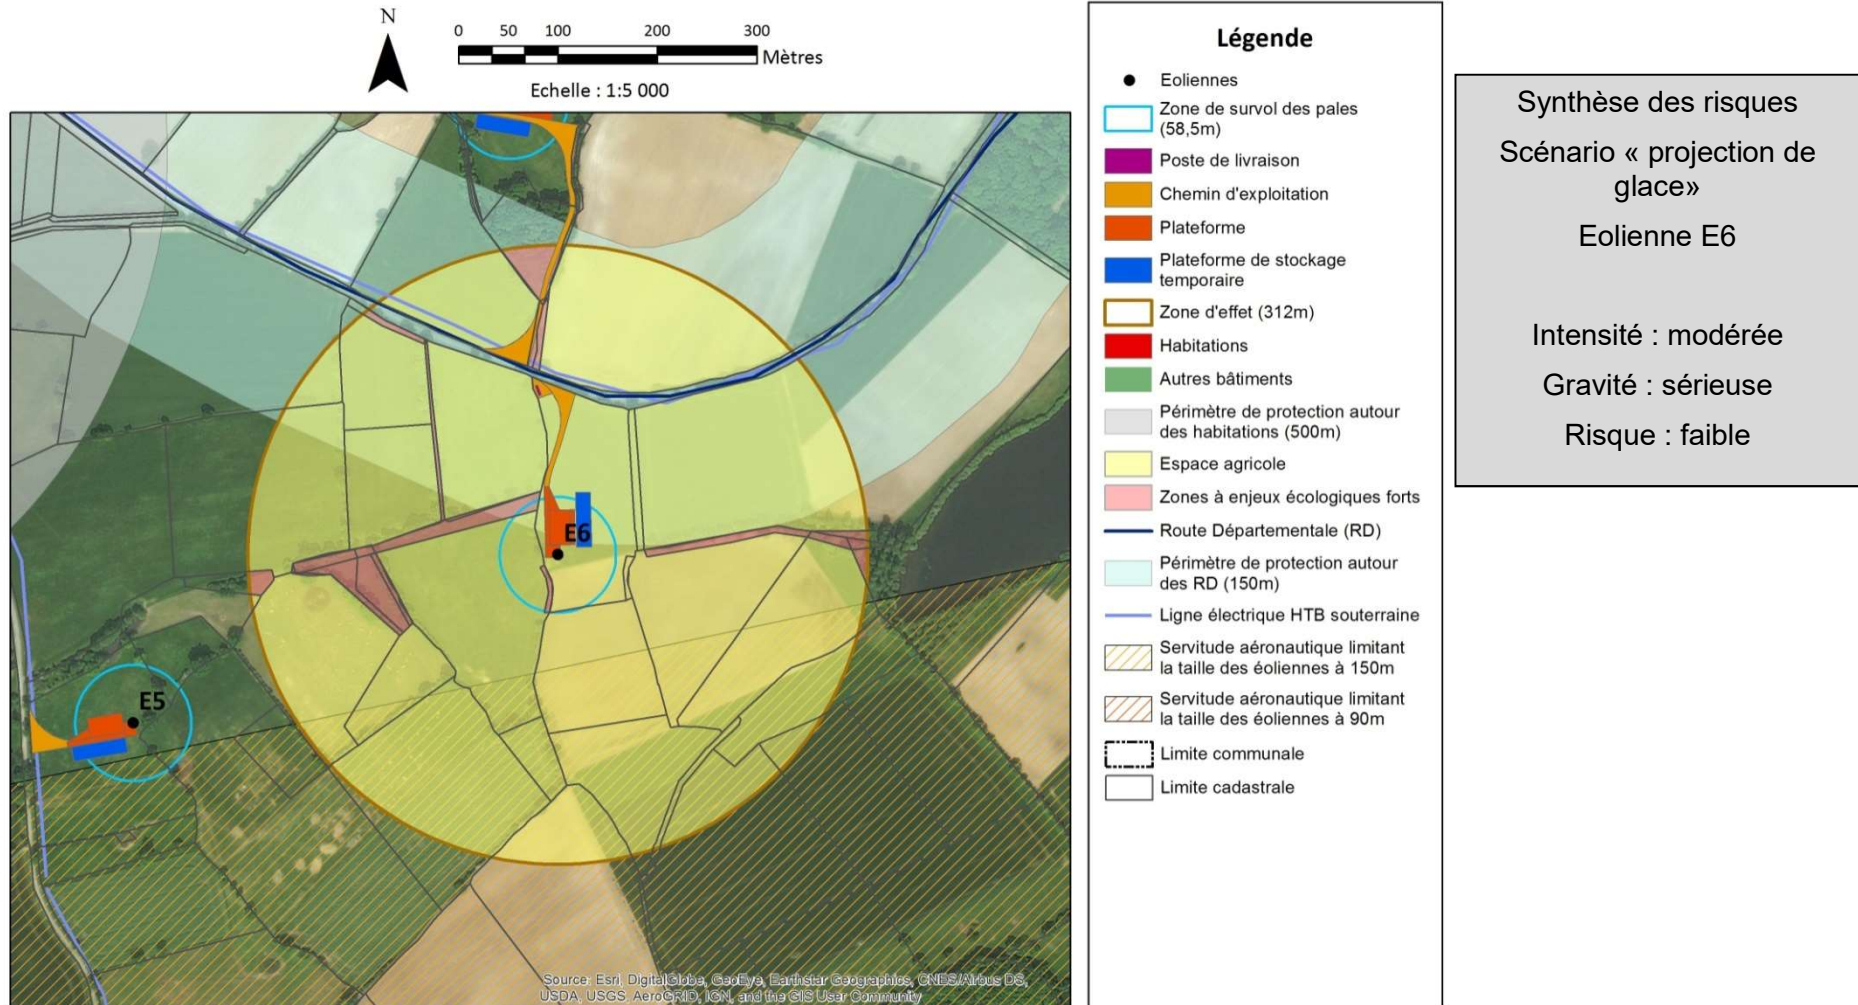 N
0 50 100 200 300
Mètres
Echelle : 1:5 000
E6
E5
Source: Esri, DigitalGlobe, GeoEye, Earthstar Geographics, CNES/Airbus DS,
USDA, USGS, AeroGRID, IGN, and the GIS User Community
Légende
Eoliennes
Zone de survol des pales
(58,5m)
Poste de livraison
Chemin d'exploitation
Plateforme
Plateforme de stockage
temporaire
Zone d'effet (312m)
Habitations
Autres bâtiments
Périmètre de protection autour
des habitations (500m)
Espace agricole
Zones à enjeux écologiques forts
Route Départementale (RD)
Périmètre de protection autour
des RD (150m)
Ligne électrique HTB souterraine
Servitude aéronautique limitant
la taille des éoliennes à 150m
Servitude aéronautique limitant
la taille des éoliennes à 90m
Limite communale
Limite cadastrale
Synthèse des risques
Scénario « projection de
glace»
Eolienne E6
Intensité : modérée
Gravité : sérieuse
Risque : faible